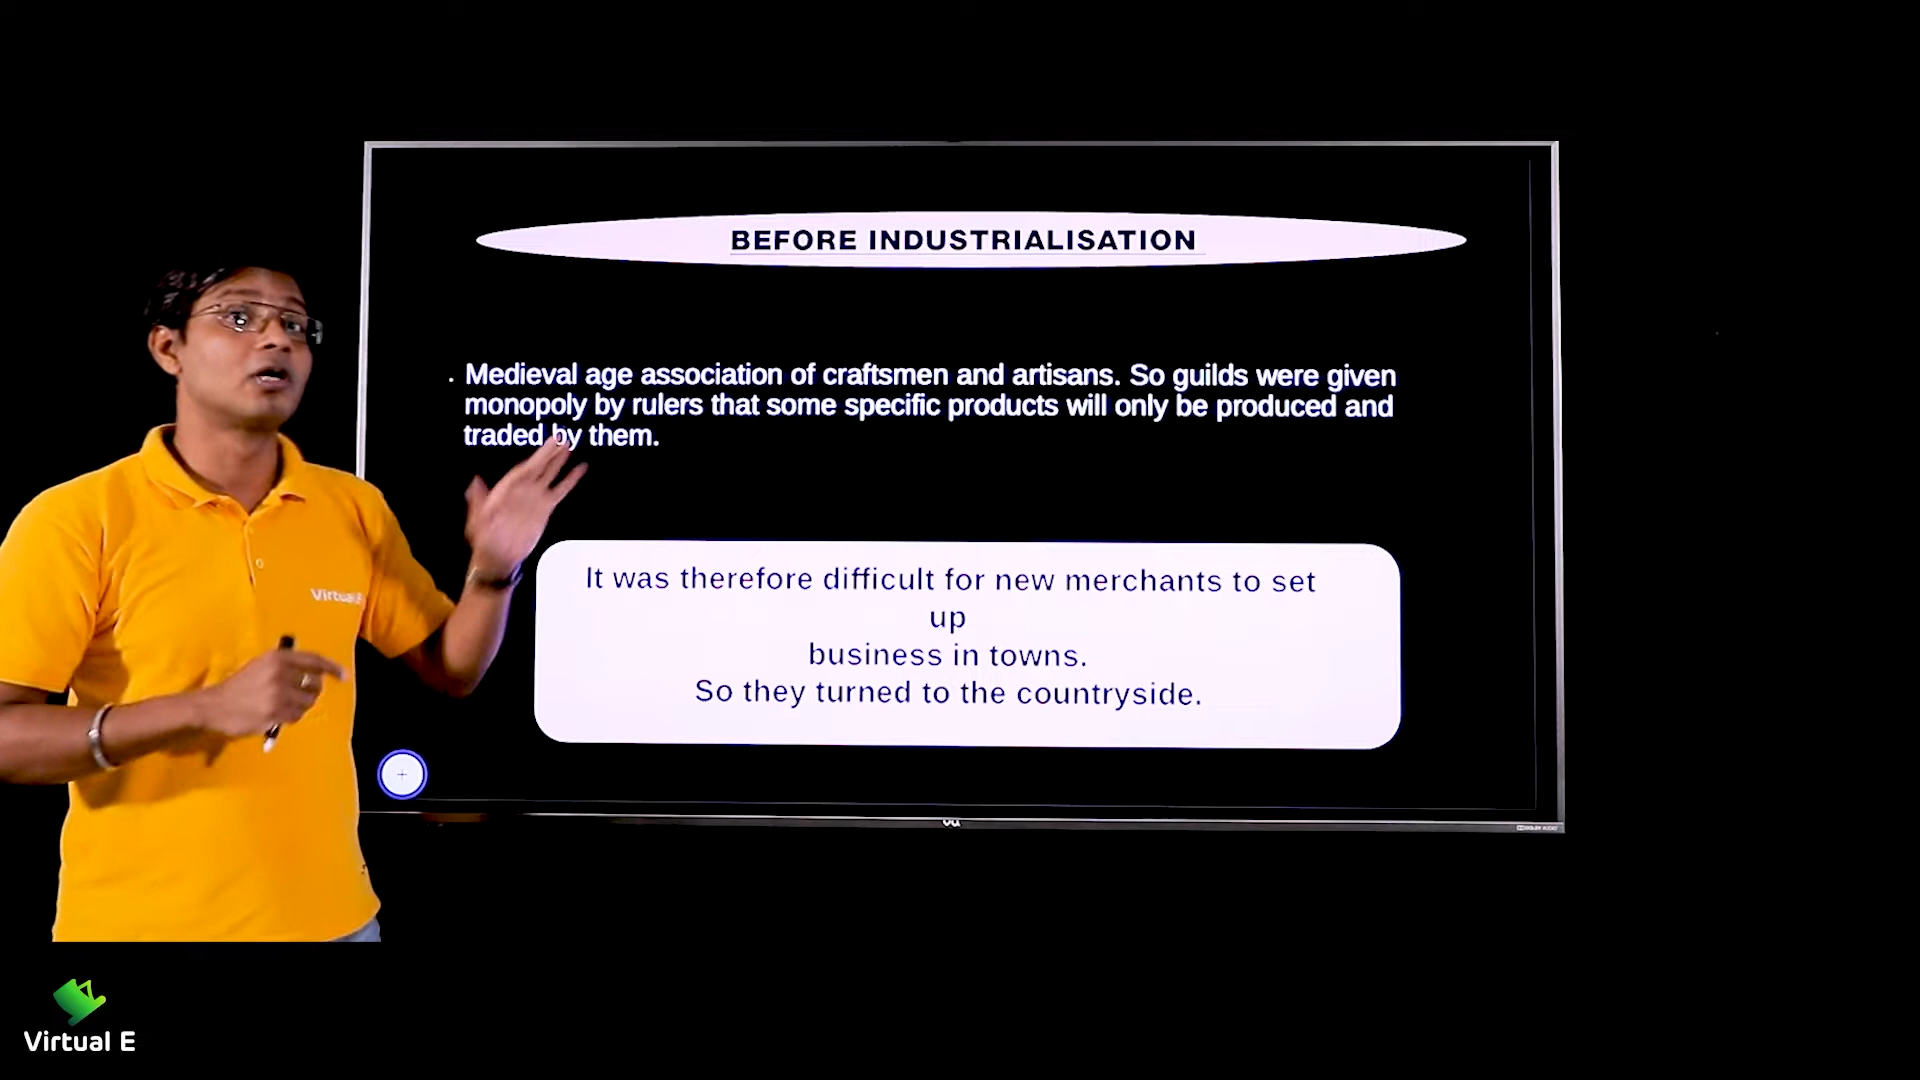 BEFORE INDUSTRIALISATION
. Medieval age association of craftsmen and artisans. So guilds were given
monopoly by rulers that some specific products will only be produced and
traded by them.
It was therefore difficult for new merchants to set
up
business in towns.
So they turned to the countryside.
Virtual E
vu
Virtual E